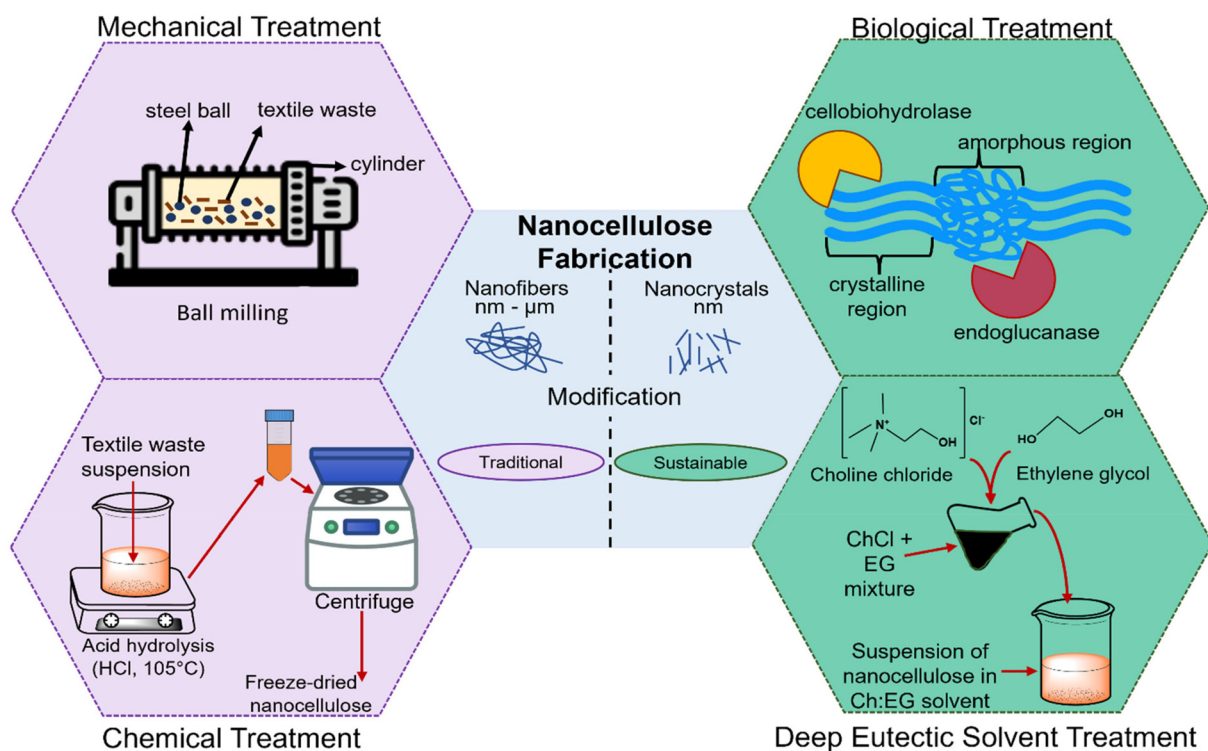 Mechanical Treatment
steel ball
textile waste
cylinder
Ball milling
Biological Treatment
cellobiohydrolase
amorphous region
crystalline
region
endoglucanase
Nanocellulose
Fabrication
Nanofibers
nm - µm
Nanocrystals
nm
Modification
Traditional
Sustainable
Textile waste
suspension
Acid hydrolysis
(HCl, 105°C)
Centrifuge
Freeze-dried
nanocellulose
Chemical Treatment
N⁺
OH
Cl⁻
HO
OH
Choline chloride
Ethylene glycol
ChCl +
EG
mixture
Suspension of
nanocellulose in
Ch:EG solvent
Deep Eutectic Solvent Treatment